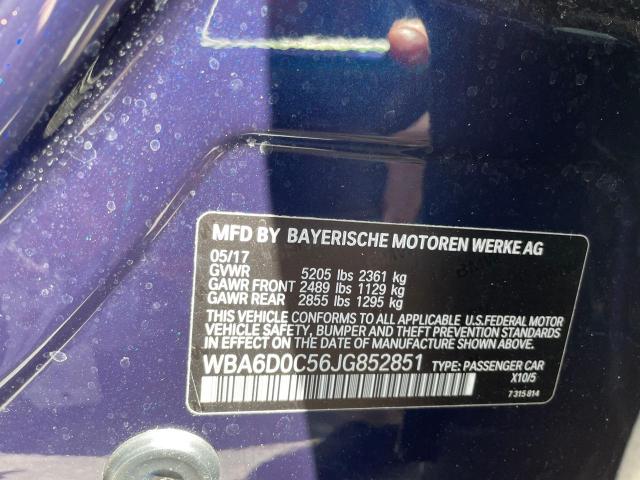 MFD BY BAYERISCHE MOTOREN WERKE AG
05/17
GVWR 5205 lbs 2361 kg
GAWR FRONT 2489 lbs 1129 kg
GAWR REAR 2855 lbs 1295 kg
THIS VEHICLE CONFORMS TO ALL APPLICABLE U.S.FEDERAL MOTOR
VEHICLE SAFETY, BUMPER AND THEFT PREVENTION STANDARDS
IN EFFECT ON THE DATE OF MANUFACTURE SHOWN ABOVE.
WBA6D0C56JG852851 TYPE: PASSENGER CAR
X10/5
7 315 814